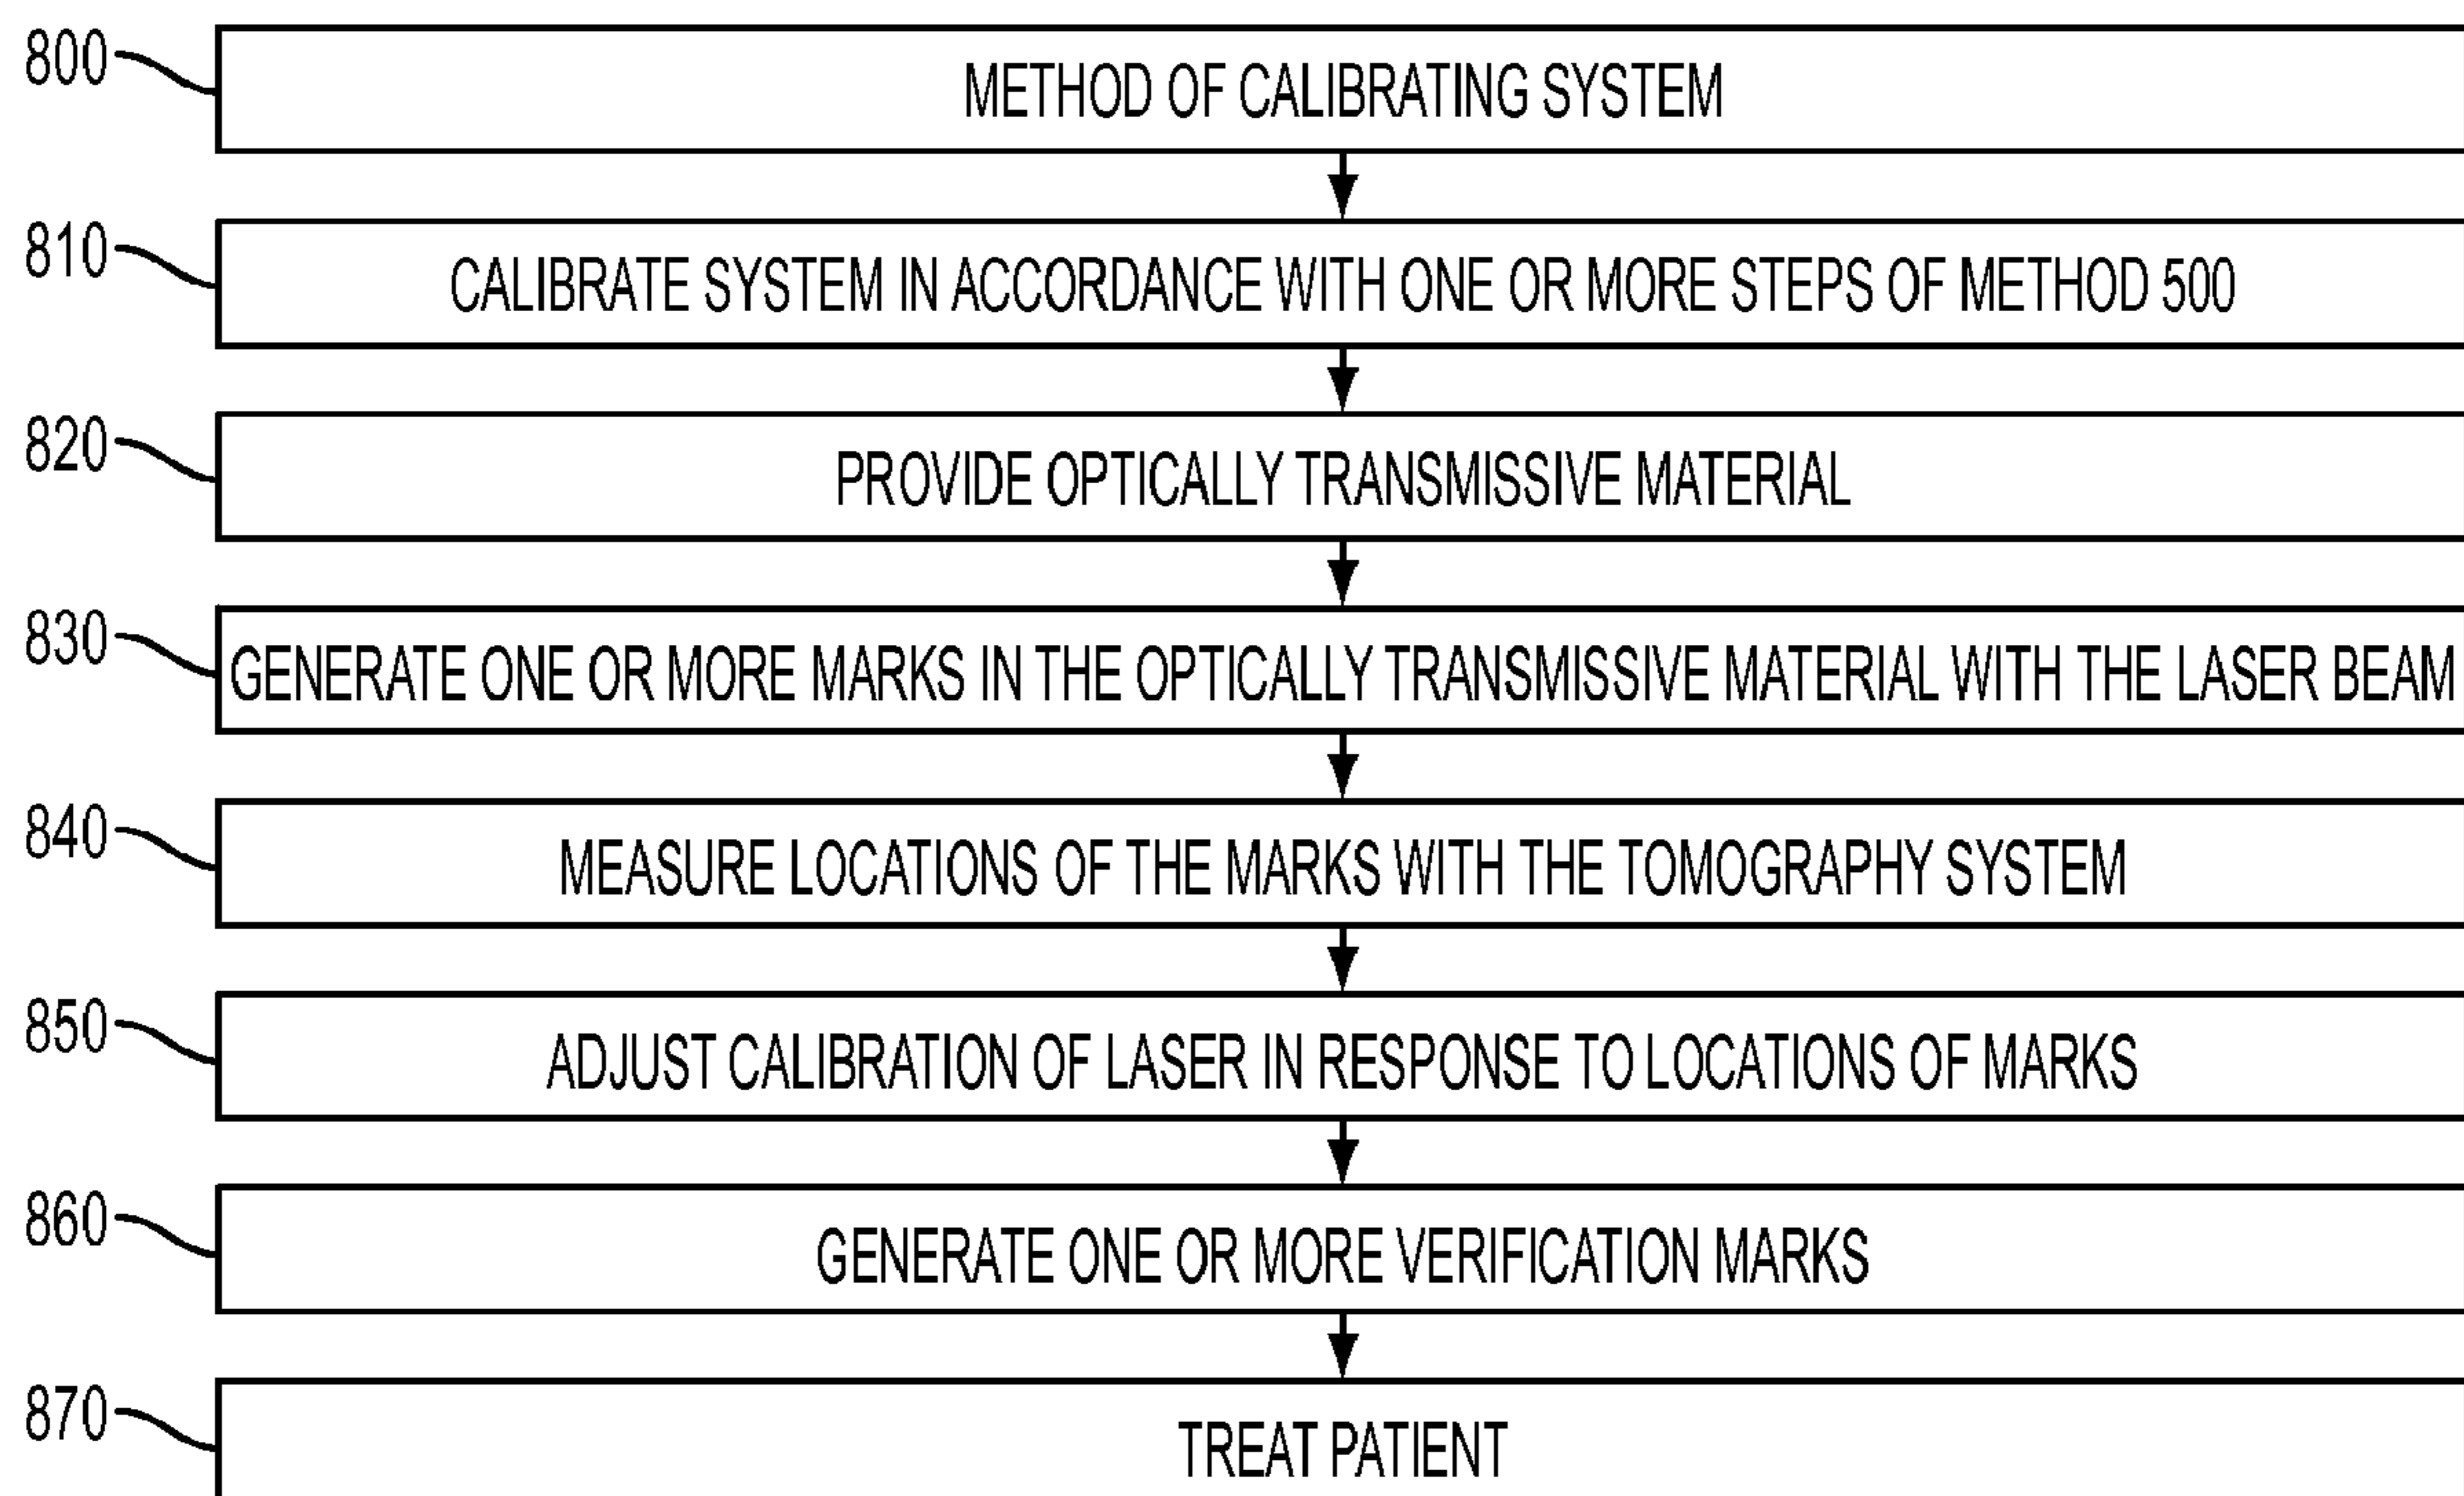 800 METHOD OF CALIBRATING SYSTEM
810 CALIBRATE SYSTEM IN ACCORDANCE WITH ONE OR MORE STEPS OF METHOD 500
820 PROVIDE OPTICALLY TRANSMISSIVE MATERIAL
830 GENERATE ONE OR MORE MARKS IN THE OPTICALLY TRANSMISSIVE MATERIAL WITH THE LASER BEAM
840 MEASURE LOCATIONS OF THE MARKS WITH THE TOMOGRAPHY SYSTEM
850 ADJUST CALIBRATION OF LASER IN RESPONSE TO LOCATIONS OF MARKS
860 GENERATE ONE OR MORE VERIFICATION MARKS
870 TREAT PATIENT